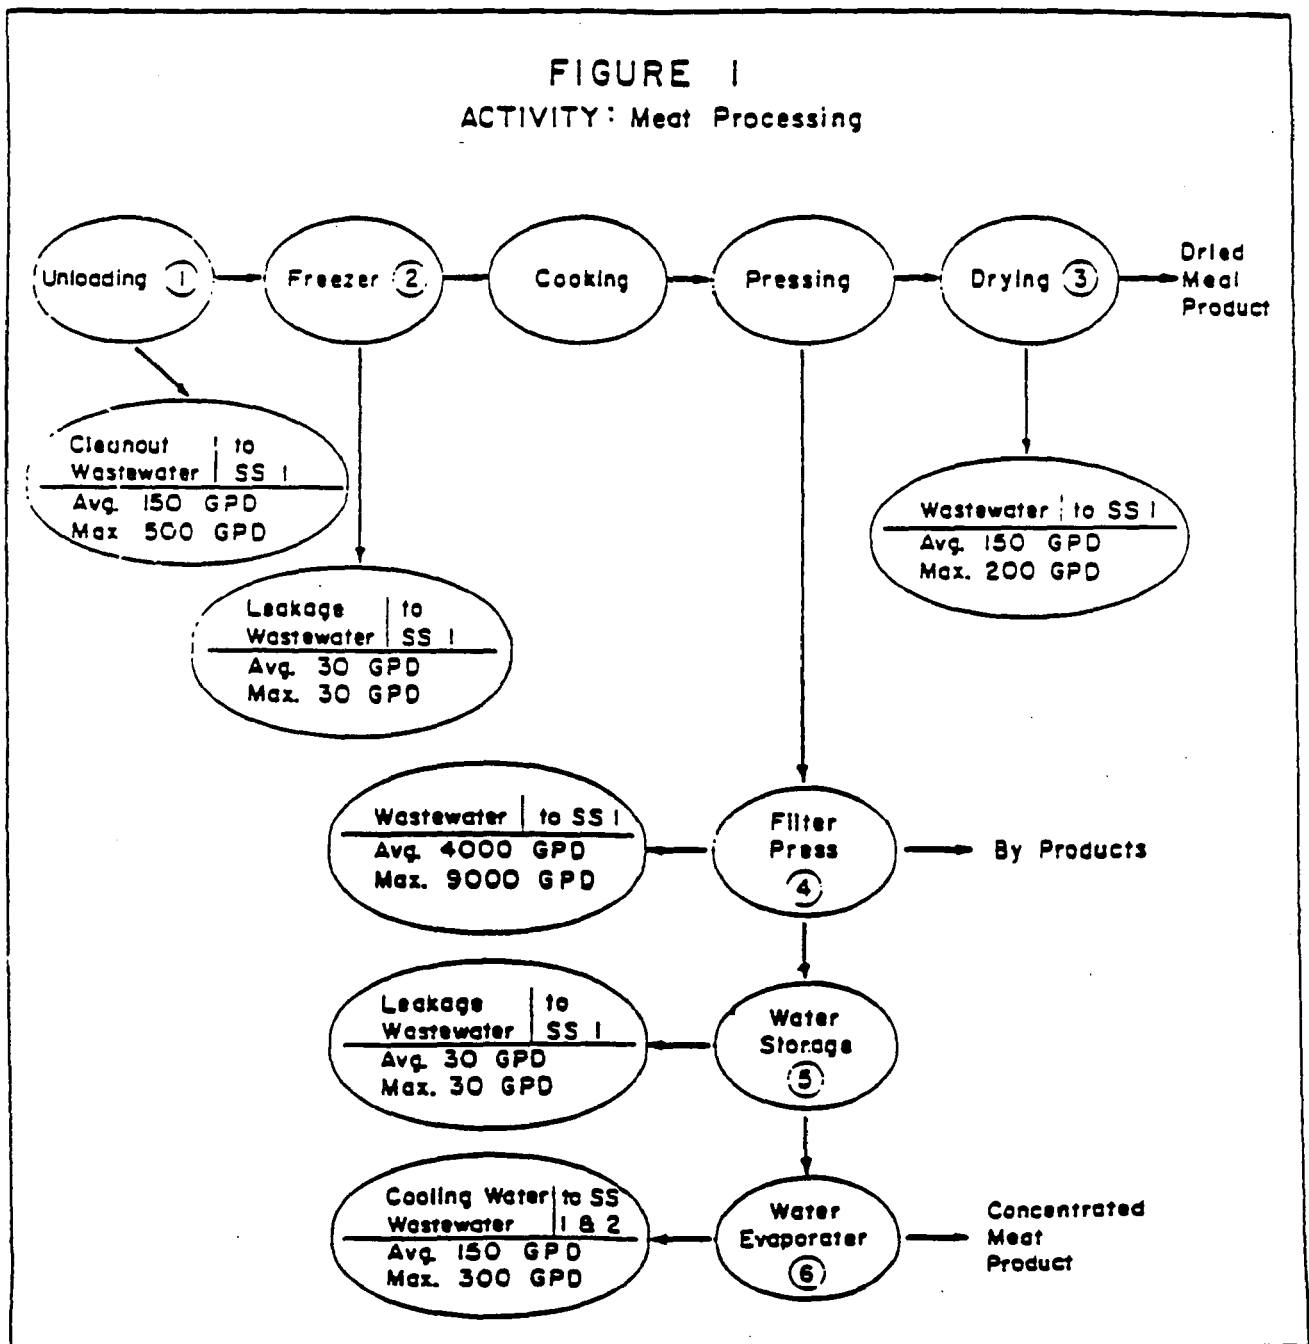 FIGURE 1
ACTIVITY: Meat Processing
Unloading 1
Freezer 2
Cooking
Pressing
Drying 3
Dried
Meal
Product
Cleanout to
Wastewater SS 1
Avg. 150 GPD
Max 500 GPD
Leakage to
Wastewater SS 1
Avg. 30 GPD
Max. 30 GPD
Wastewater to SS 1
Avg. 150 GPD
Max. 200 GPD
Wastewater to SS 1
Avg. 4000 GPD
Max. 9000 GPD
Filter
Press
4
By Products
Leakage to
Wastewater SS 1
Avg. 30 GPD
Max. 30 GPD
Water
Storage
5
Cooling Water to SS
Wastewater 1 & 2
Avg. 150 GPD
Max. 300 GPD
Water
Evaporater
6
Concentrated
Meat
Product